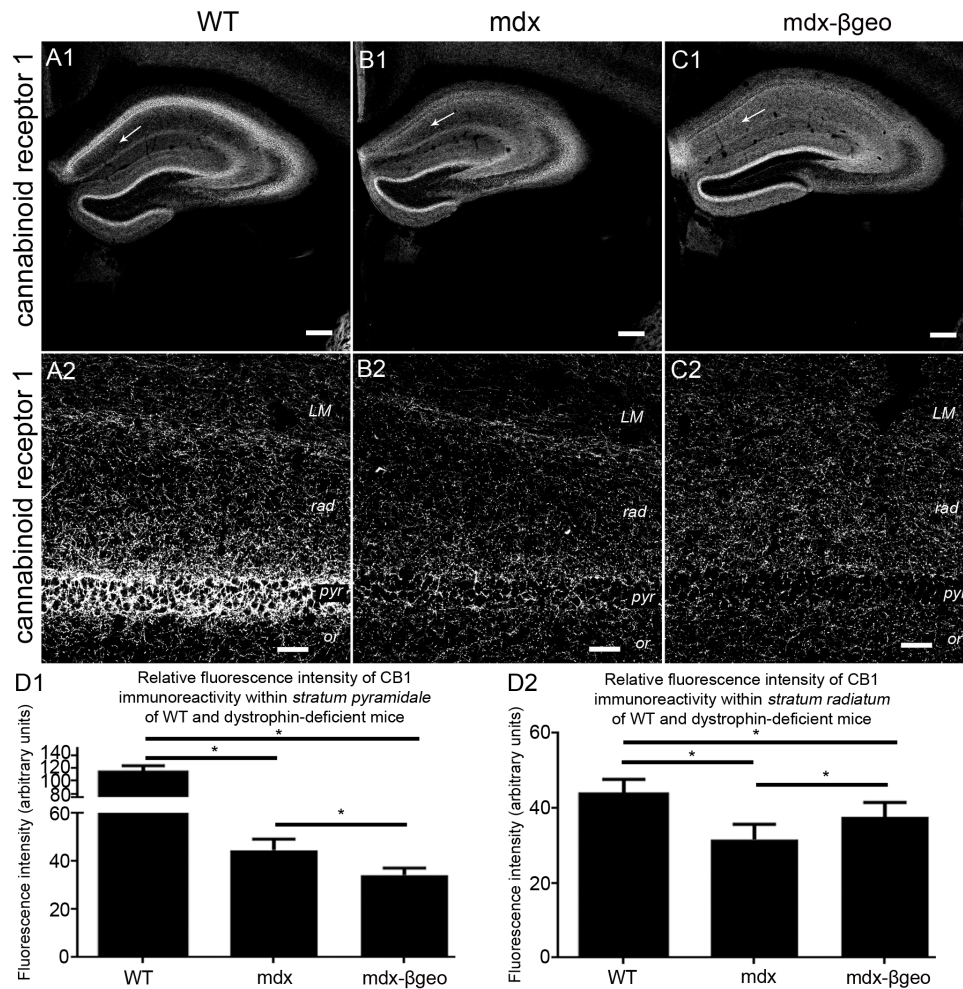 WT
mdx
mdx-βgeo
cannabinoid receptor 1
A1
B1
C1
cannabinoid receptor 1
A2
LM
rad
pyr
or
B2
LM
rad
pyr
or
C2
LM
rad
pyr
or
D1
Relative fluorescence intensity of CB1
immunoreactivity within stratum pyramidale
of WT and dystrophin-deficient mice
Fluorescence intensity (arbitrary units)
140
120
100
80
60
40
20
0
*
*
*
WT
mdx
mdx-βgeo
D2
Relative fluorescence intensity of CB1
immunoreactivity within stratum radiatum
of WT and dystrophin-deficient mice
Fluorescence intensity (arbitrary units)
60
40
20
0
*
*
*
WT
mdx
mdx-βgeo